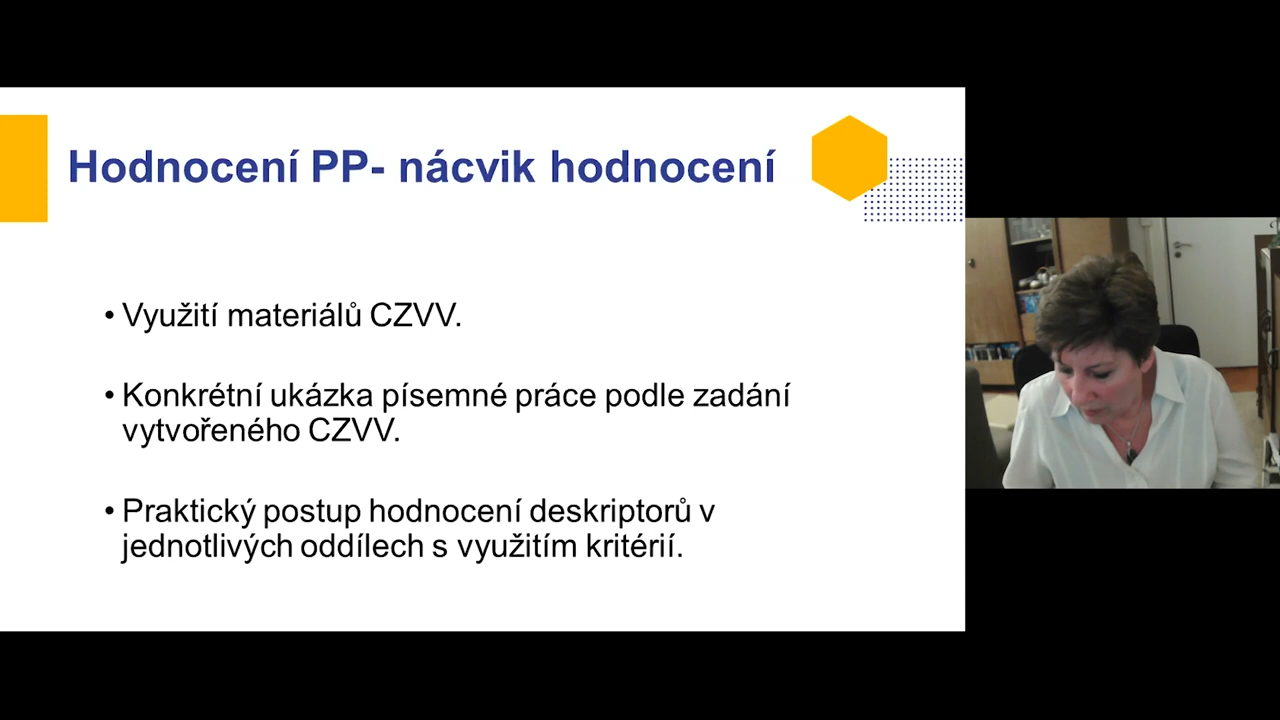 Hodnocení PP- nácvik hodnocení
• Využití materiálů CZVV.
• Konkrétní ukázka písemné práce podle zadání
vytvořeného CZVV.
• Praktický postup hodnocení deskriptorů v
jednotlivých oddílech s využitím kritérií.